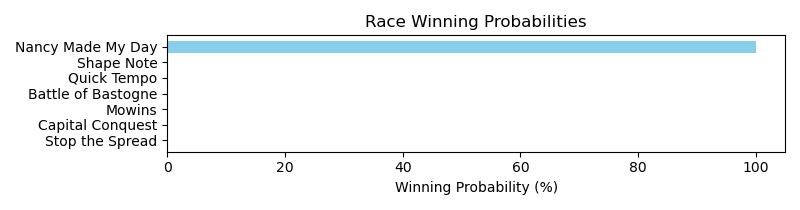 Race Winning Probabilities
Nancy Made My Day
Shape Note
Quick Tempo
Battle of Bastogne
Mowins
Capital Conquest
Stop the Spread
0 20 40 60 80 100
Winning Probability (%)